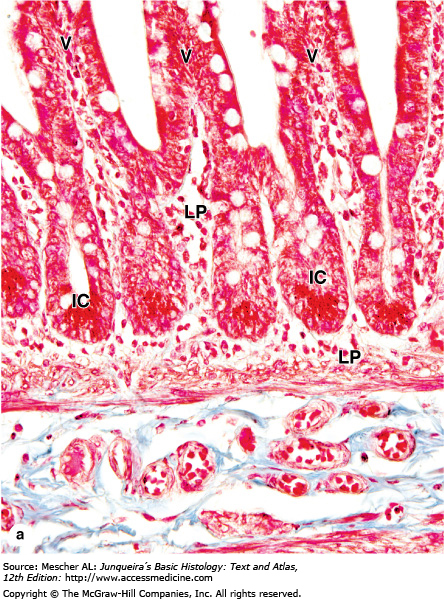 V V V
LP
IC IC
LP
a
Source: Mescher AL: Junqueira´s Basic Histology: Text and Atlas,
12th Edition: http://www.accessmedicine.com
Copyright © The McGraw-Hill Companies, Inc. All rights reserved.